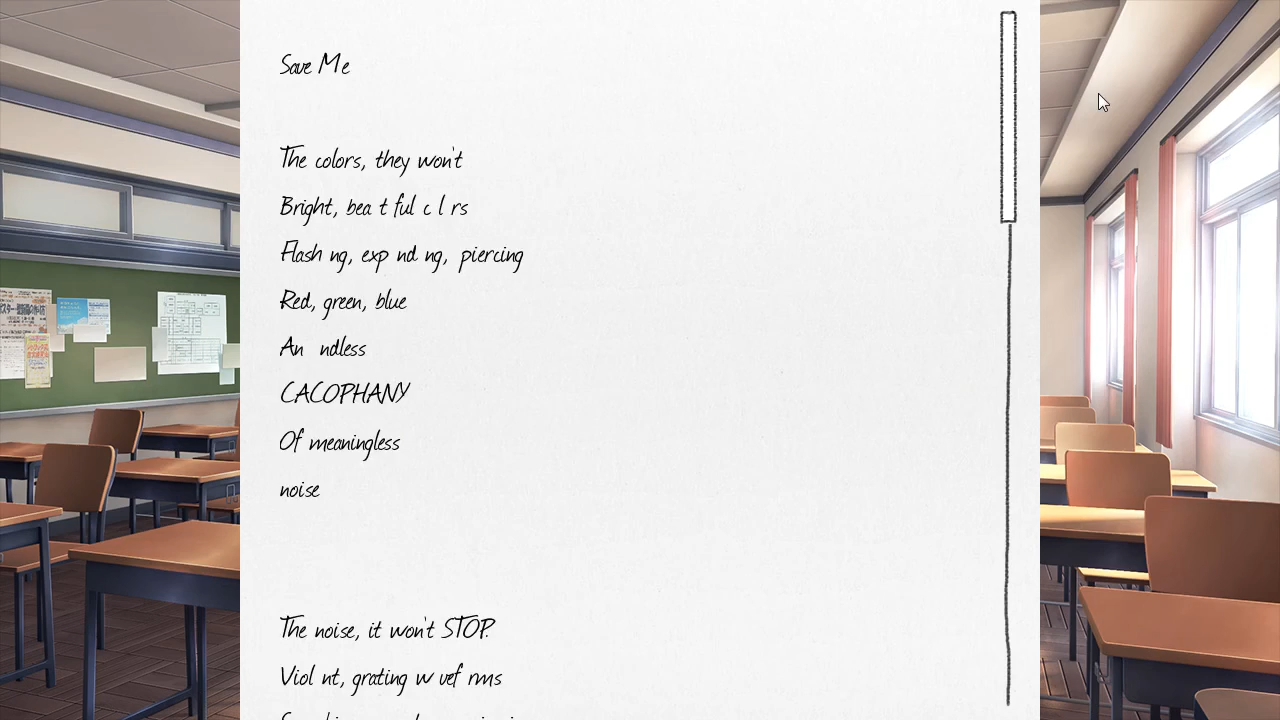 Save Me
The colors, they won't
Bright, bea t ful c l rs
Flash ng, exp nd ng, piercing
Red, green, blue
An  ndless
CACOPHANY
Of meaningless
noise
The noise, it won't STOP.
Viol nt, grating w vef rms